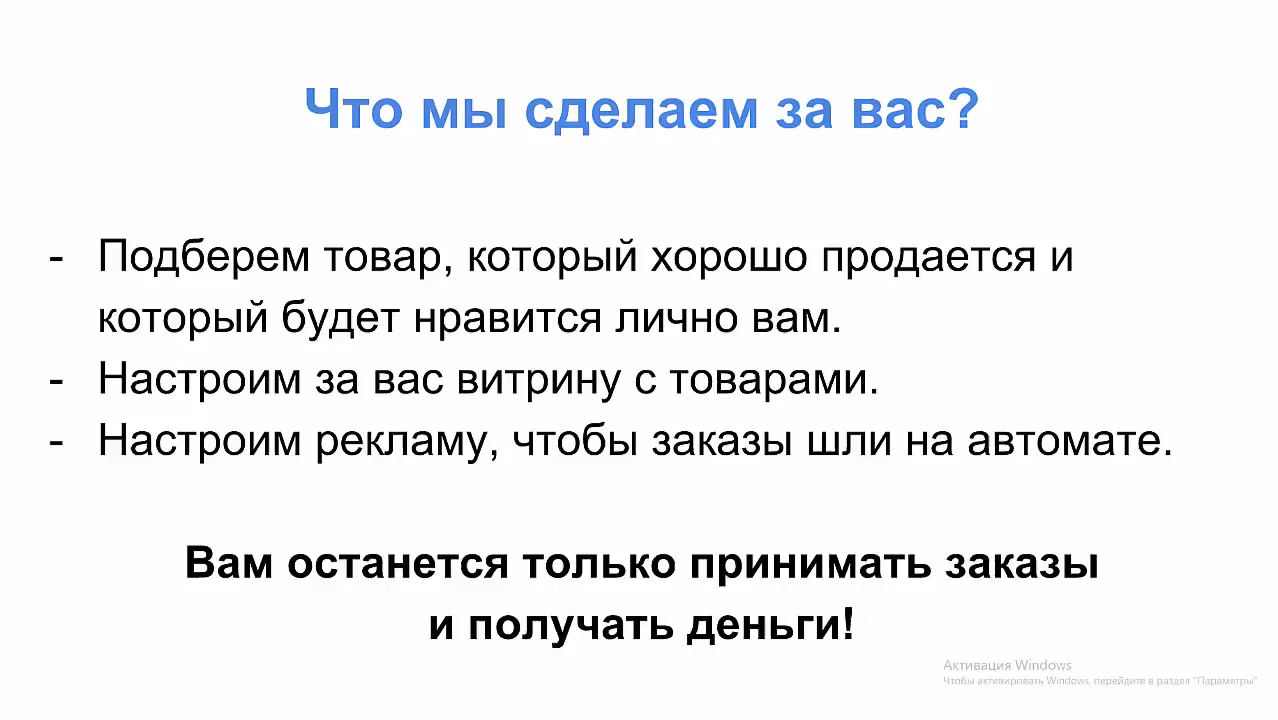 Что мы сделаем за вас?
- Подберем товар, который хорошо продается и
который будет нравится лично вам.
- Настроим за вас витрину с товарами.
- Настроим рекламу, чтобы заказы шли на автомате.
Вам останется только принимать заказы
и получать деньги!
Активация Windows
Чтобы активировать Windows, перейдите в раздел "Параметры".